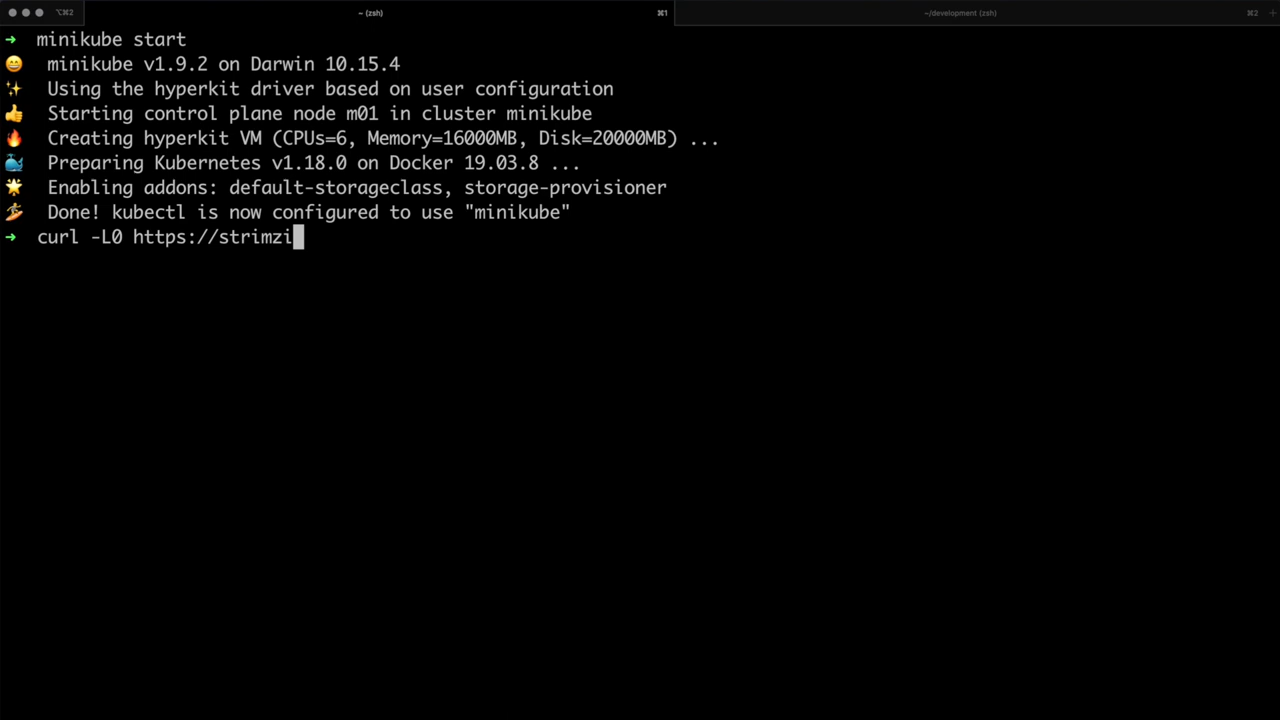 ⌥⌘2 ~ (zsh) ⌘1 ~/development (zsh) ⌘2 +
➜ minikube start
😄 minikube v1.9.2 on Darwin 10.15.4
✨ Using the hyperkit driver based on user configuration
👍 Starting control plane node m01 in cluster minikube
🔥 Creating hyperkit VM (CPUs=6, Memory=16000MB, Disk=20000MB) ...
🐳 Preparing Kubernetes v1.18.0 on Docker 19.03.8 ...
🌟 Enabling addons: default-storageclass, storage-provisioner
🏄 Done! kubectl is now configured to use "minikube"
➜ curl -L0 https://strimzi